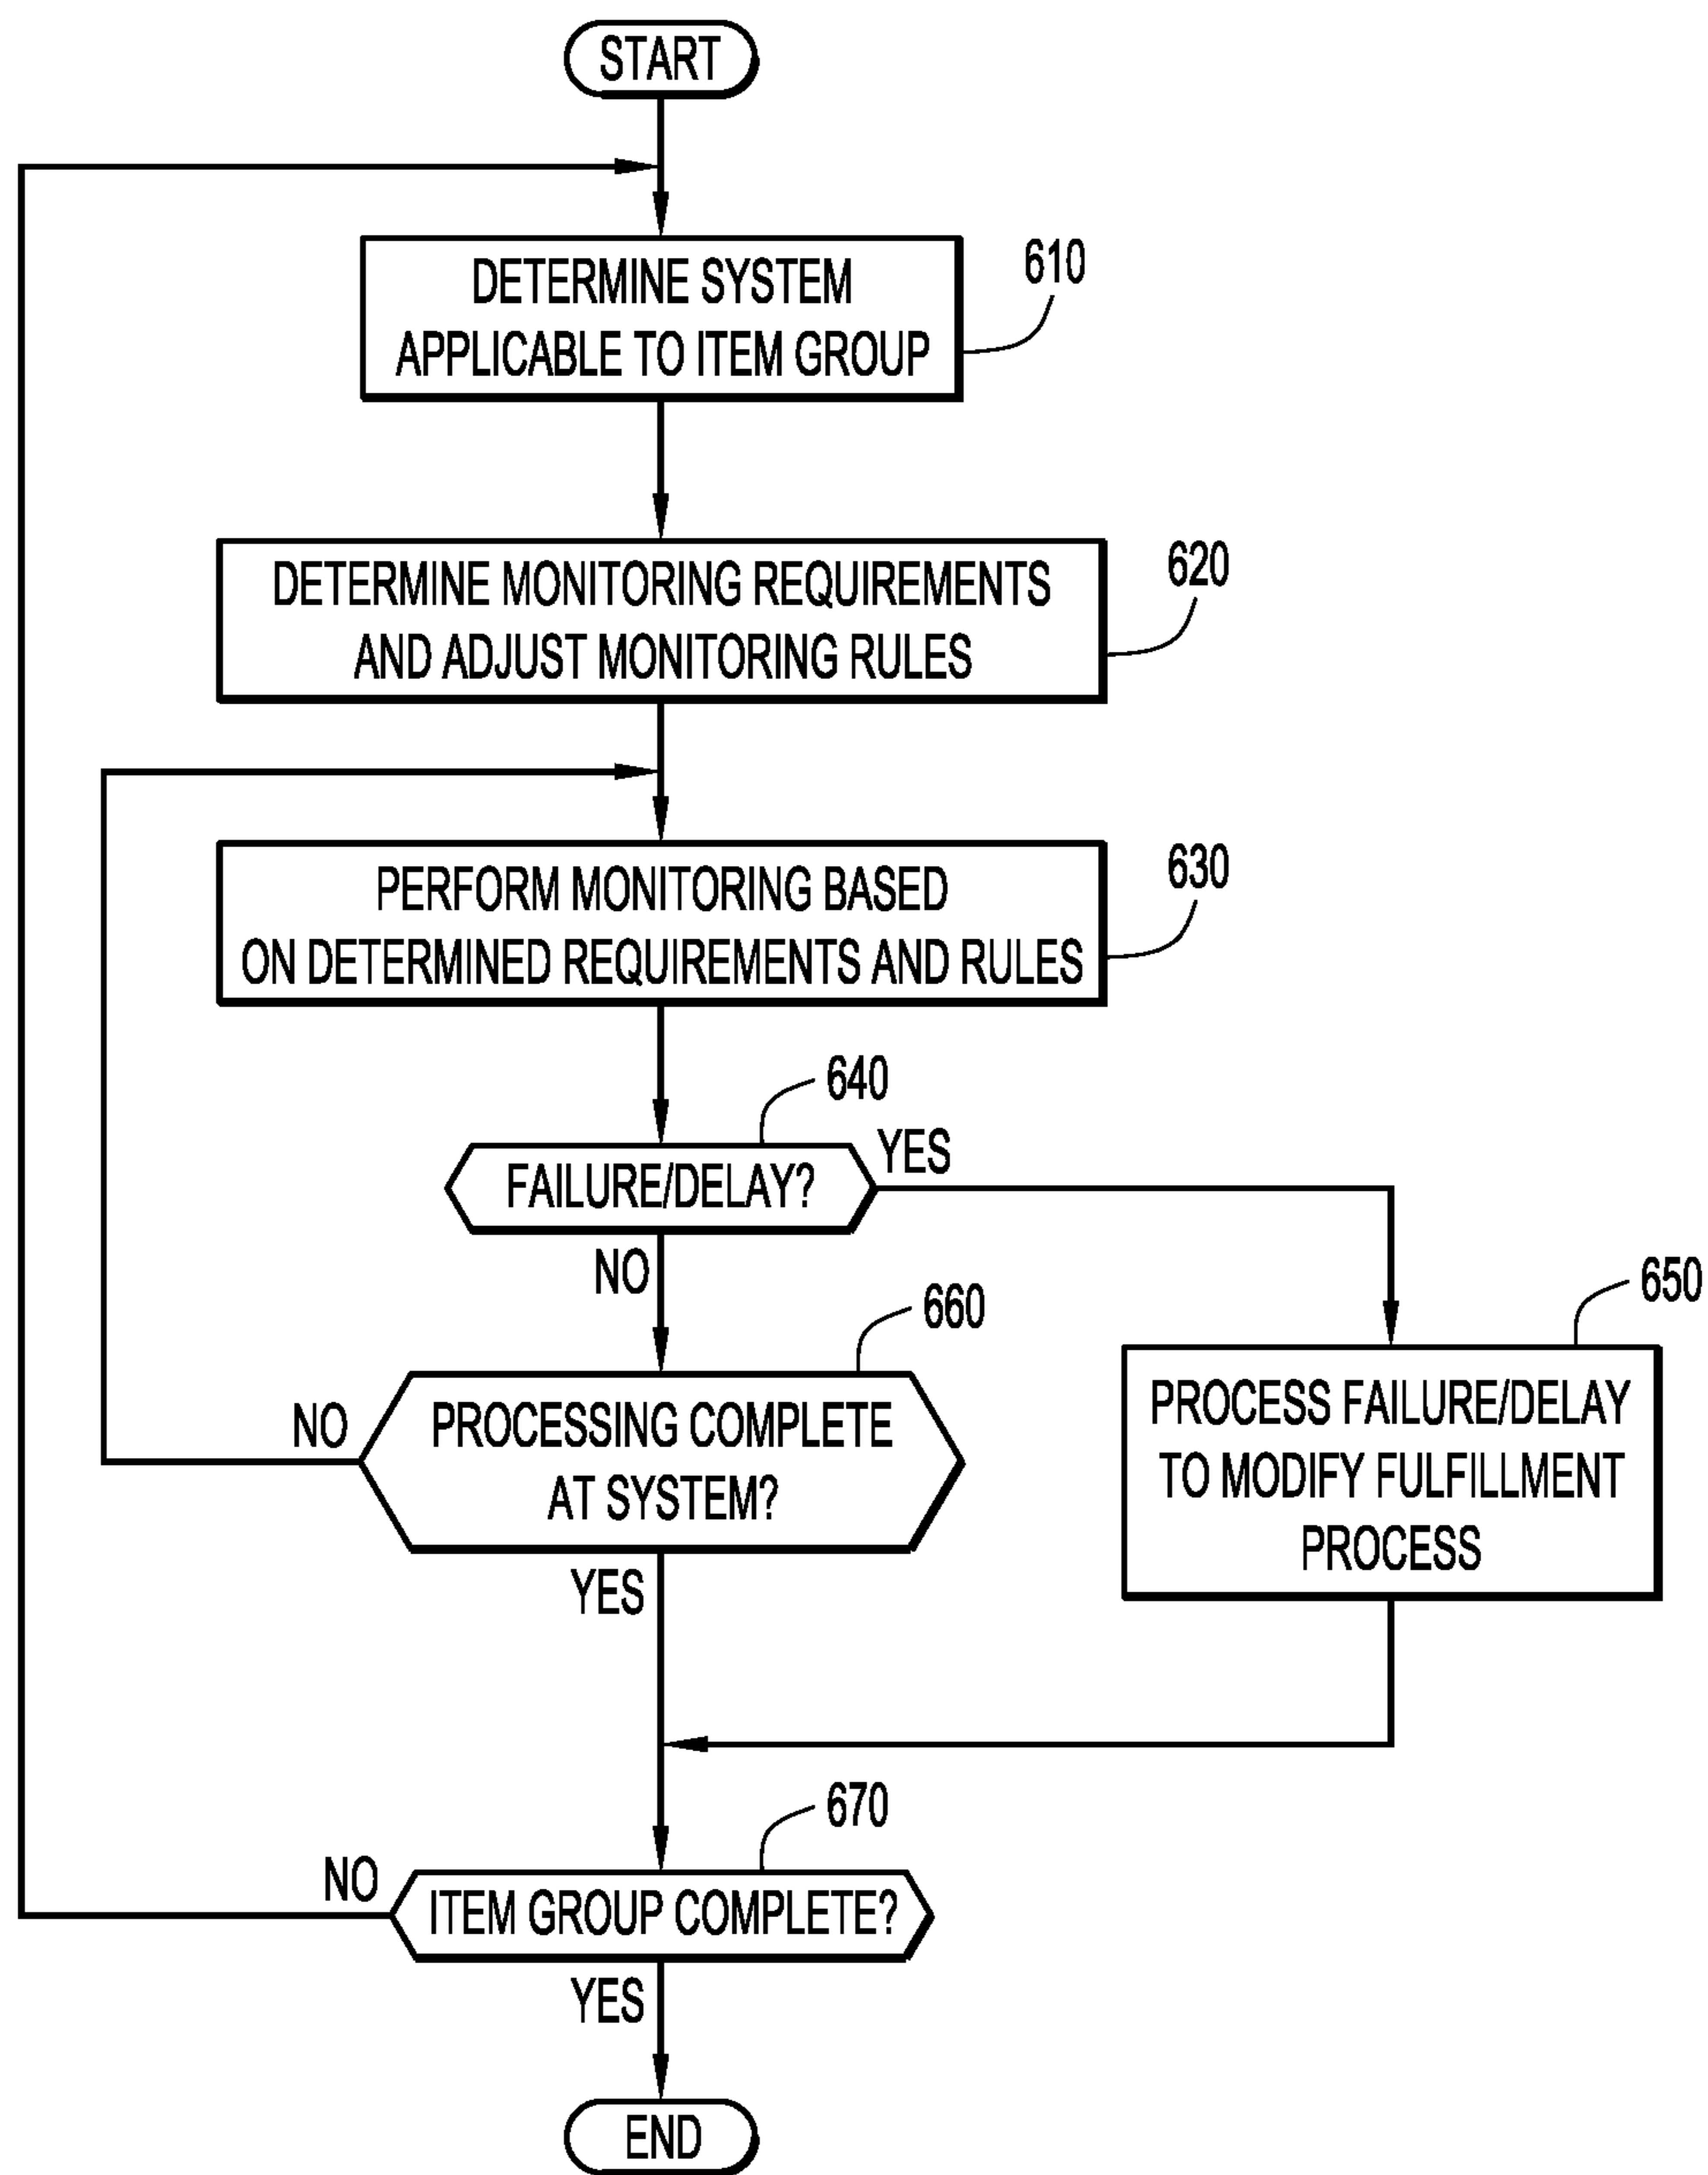 START
DETERMINE SYSTEM
APPLICABLE TO ITEM GROUP
610
DETERMINE MONITORING REQUIREMENTS
AND ADJUST MONITORING RULES
620
PERFORM MONITORING BASED
ON DETERMINED REQUIREMENTS AND RULES
630
640
FAILURE/DELAY?
YES
NO
650
PROCESS FAILURE/DELAY
TO MODIFY FULFILLMENT
PROCESS
660
PROCESSING COMPLETE
AT SYSTEM?
NO
YES
670
ITEM GROUP COMPLETE?
NO
YES
END